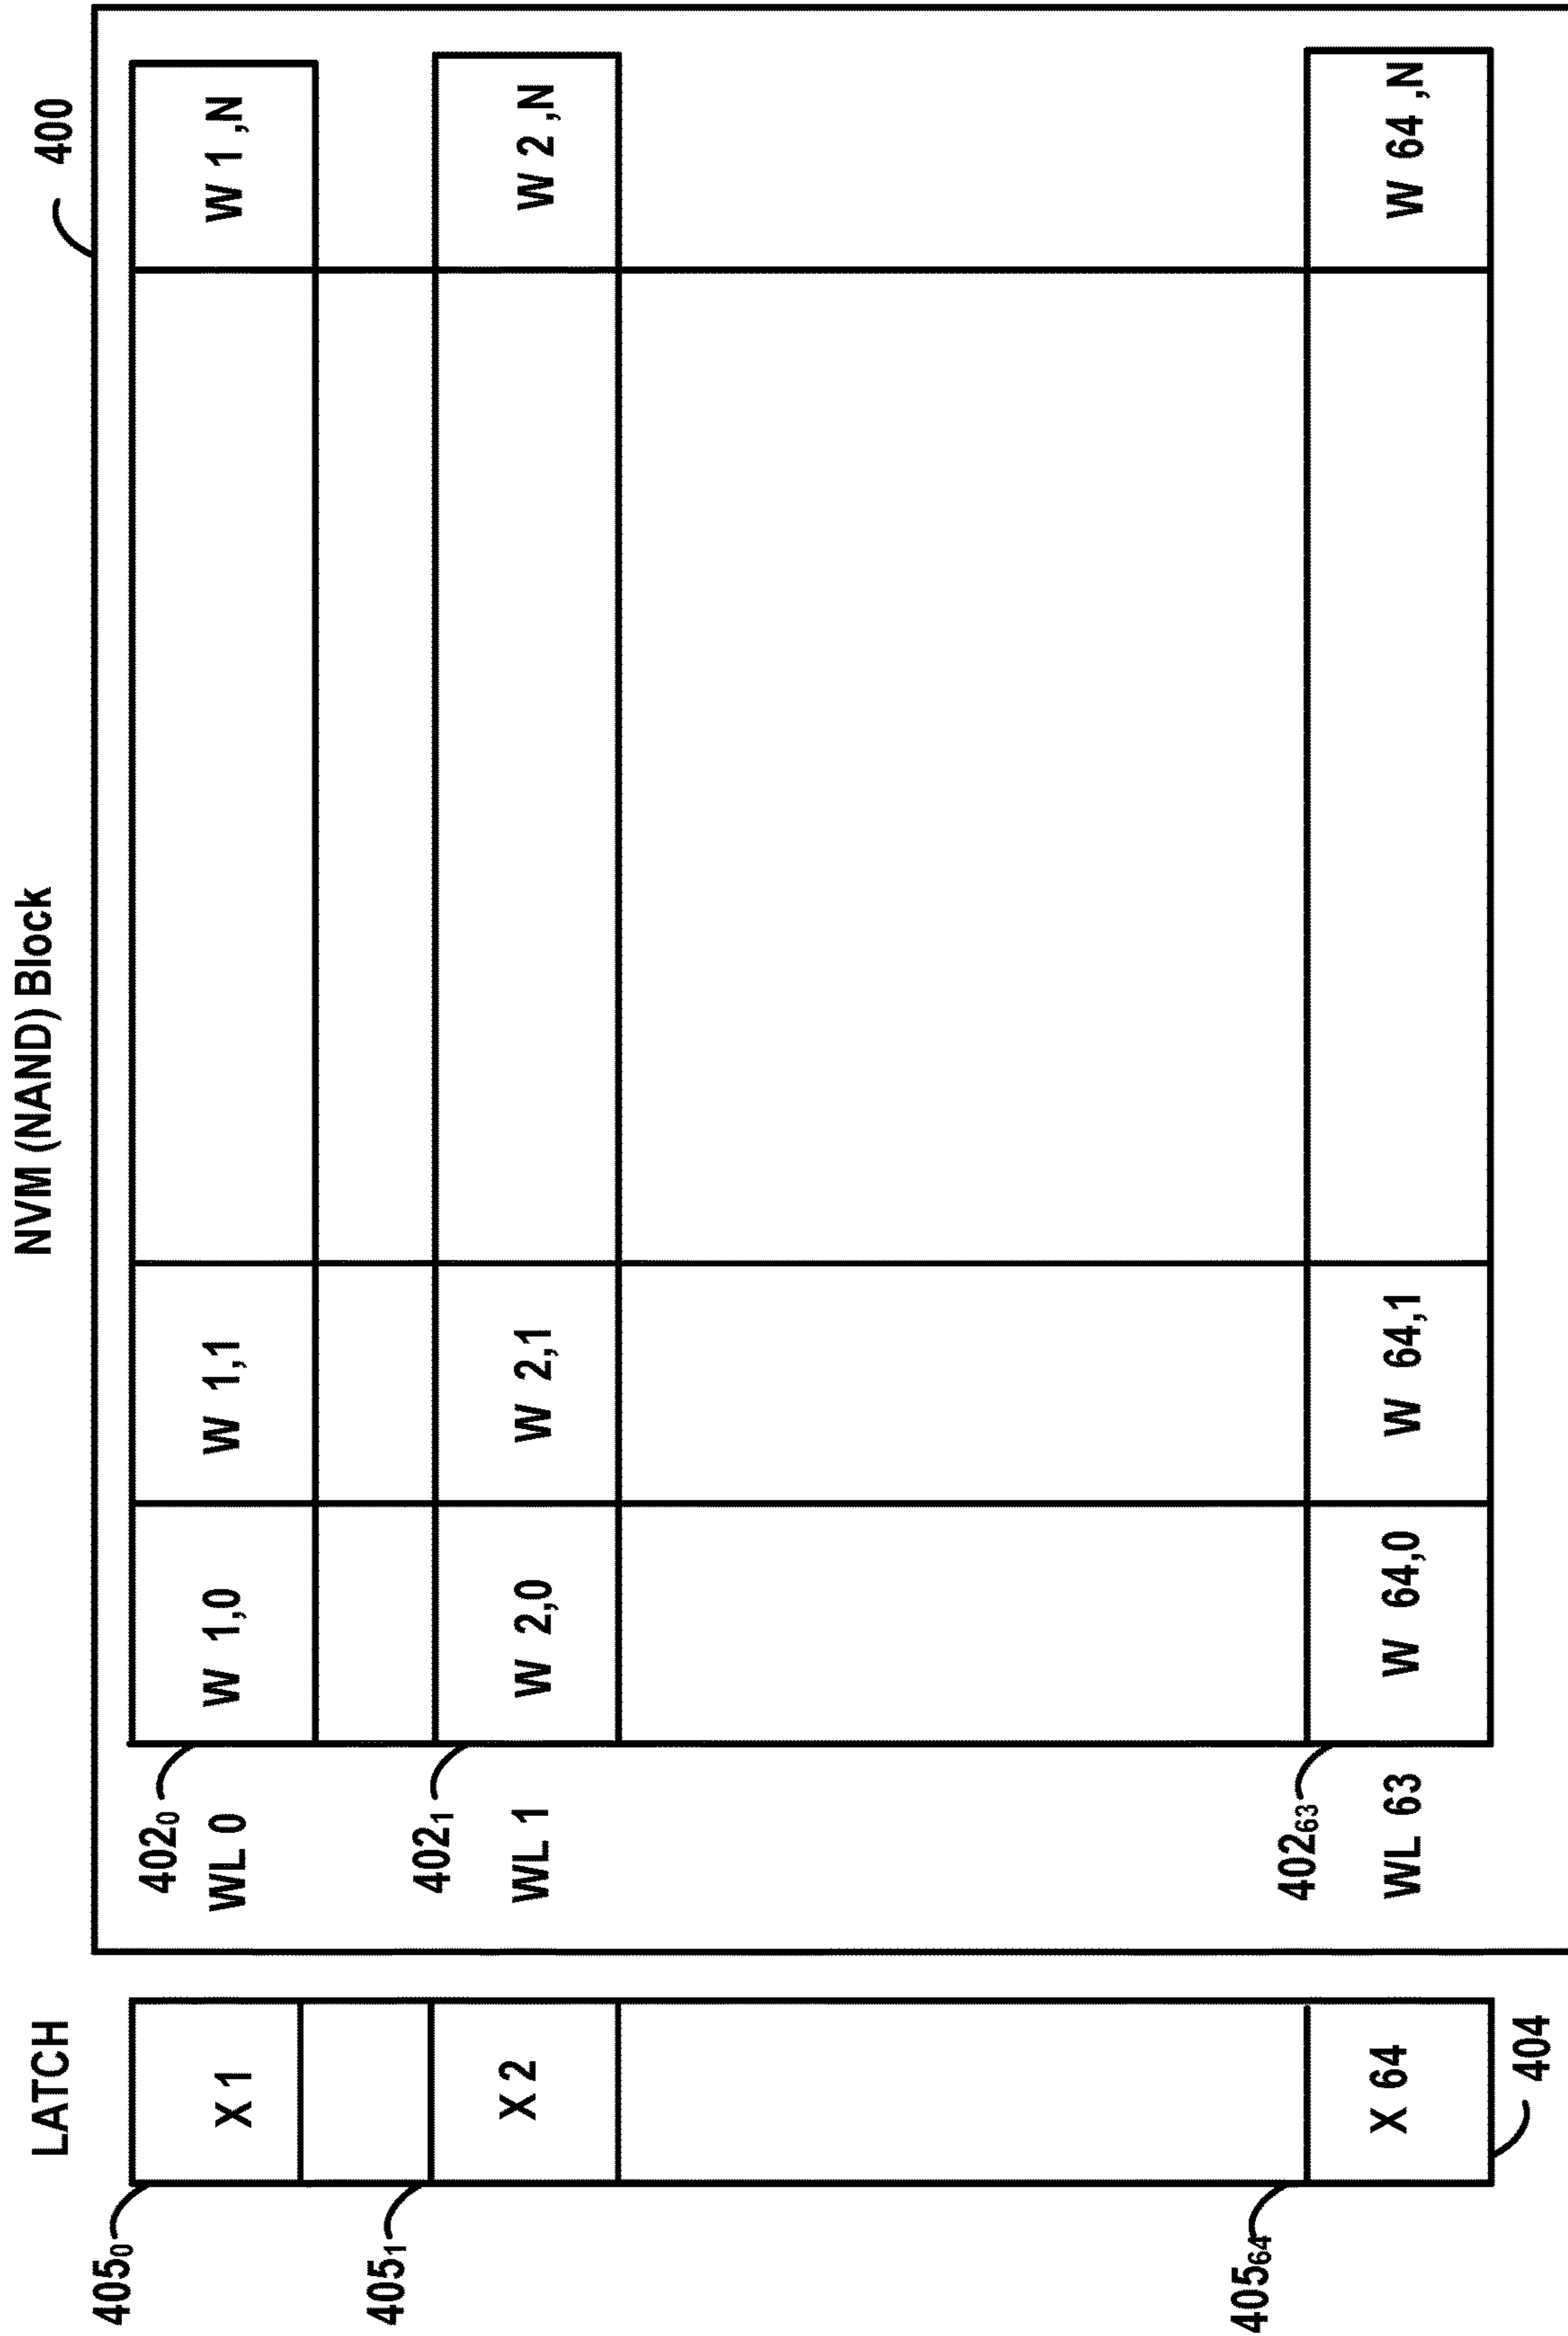 NVM (NAND) Block
400
LATCH
405₀
X 1
402₀
WL 0
W 1,0
W 1,1
W 1 ,N
405₁
X 2
402₁
WL 1
W 2,0
W 2,1
W 2 ,N
405₆₄
X 64
402₆₃
WL 63
W 64,0
W 64,1
W 64 ,N
404